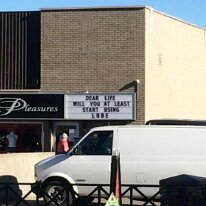 Pleasures
DEAR LIFE
WILL YOU AT LEAST
START USING
LUBE